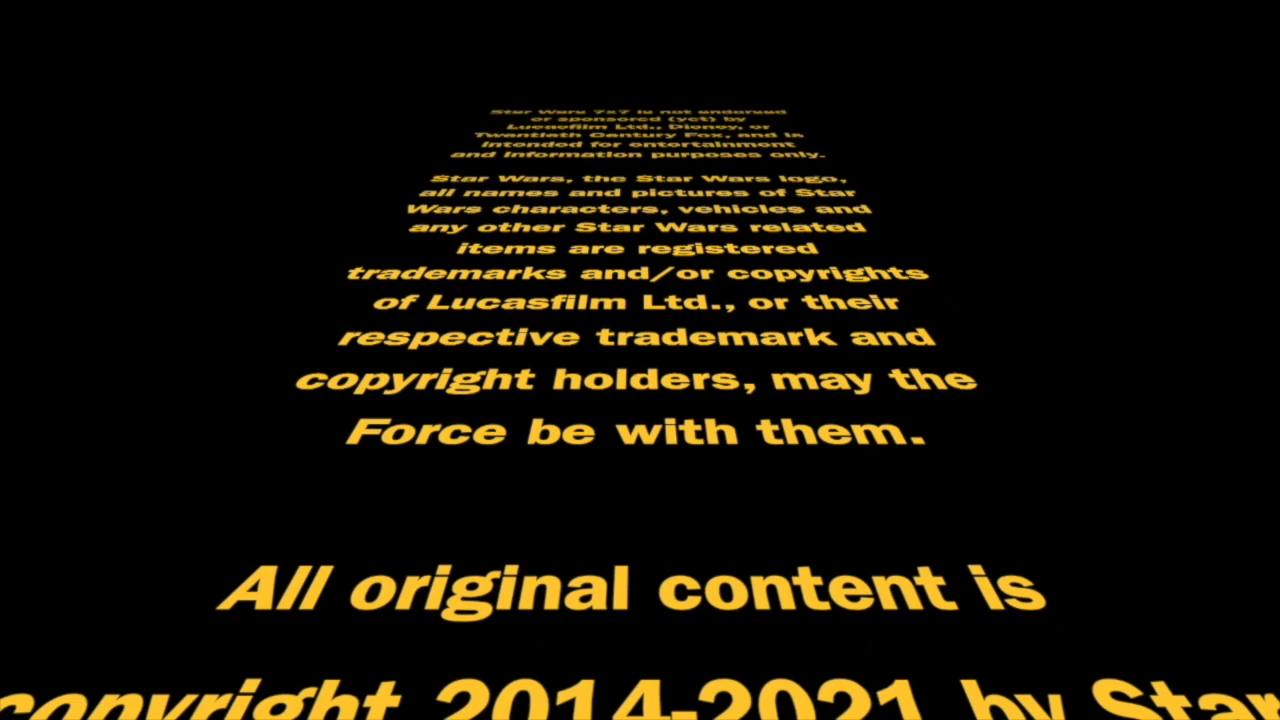 Star Wars 7x7 is not endorsed
or sponsored (yet) by
Lucasfilm Ltd., Disney, or
Twentieth Century Fox, and is
intended for entertainment
and information purposes only.
Star Wars, the Star Wars logo,
all names and pictures of Star
Wars characters, vehicles and
any other Star Wars related
items are registered
trademarks and/or copyrights
of Lucasfilm Ltd., or their
respective trademark and
copyright holders, may the
Force be with them.
All original content is
copyright 2014-2021 by Star